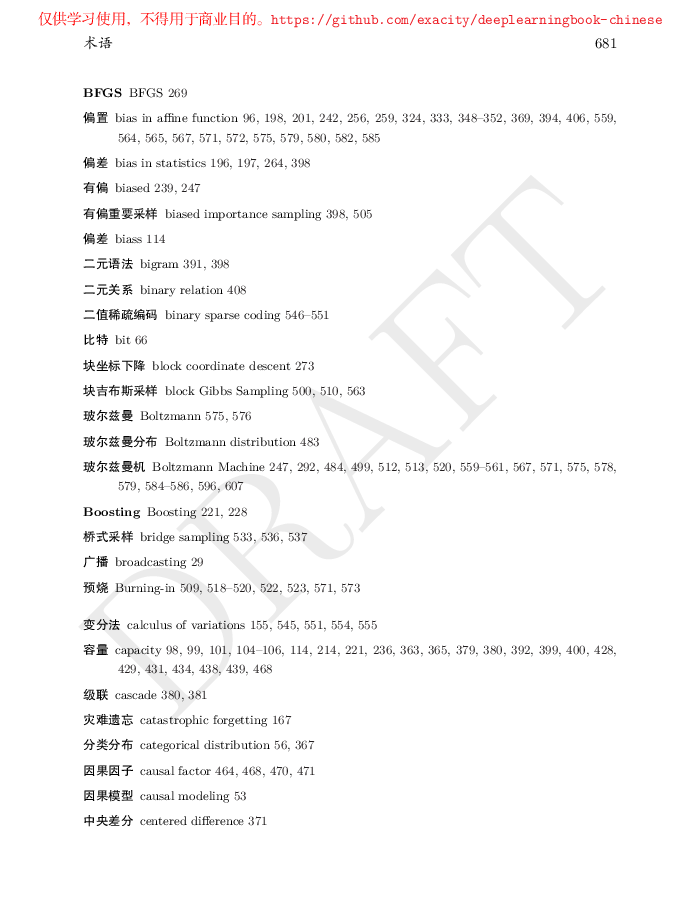 仅供学习使用，不得用于商业目的。https://github.com/exacity/deeplearningbook-chinese
术语 681
BFGS BFGS 269
偏置 bias in affine function 96, 198, 201, 242, 256, 259, 324, 333, 348–352, 369, 394, 406, 559,
564, 565, 567, 571, 572, 575, 579, 580, 582, 585
偏差 bias in statistics 196, 197, 264, 398
有偏 biased 239, 247
有偏重要采样 biased importance sampling 398, 505
偏差 biass 114
二元语法 bigram 391, 398
二元关系 binary relation 408
二值稀疏编码 binary sparse coding 546–551
比特 bit 66
块坐标下降 block coordinate descent 273
块吉布斯采样 block Gibbs Sampling 500, 510, 563
玻尔兹曼 Boltzmann 575, 576
玻尔兹曼分布 Boltzmann distribution 483
玻尔兹曼机 Boltzmann Machine 247, 292, 484, 499, 512, 513, 520, 559–561, 567, 571, 575, 578,
579, 584–586, 596, 607
Boosting Boosting 221, 228
桥式采样 bridge sampling 533, 536, 537
广播 broadcasting 29
预烧 Burning-in 509, 518–520, 522, 523, 571, 573
变分法 calculus of variations 155, 545, 551, 554, 555
容量 capacity 98, 99, 101, 104–106, 114, 214, 221, 236, 363, 365, 379, 380, 392, 399, 400, 428,
429, 431, 434, 438, 439, 468
级联 cascade 380, 381
灾难遗忘 catastrophic forgetting 167
分类分布 categorical distribution 56, 367
因果因子 causal factor 464, 468, 470, 471
因果模型 causal modeling 53
中央差分 centered difference 371
DRAFT